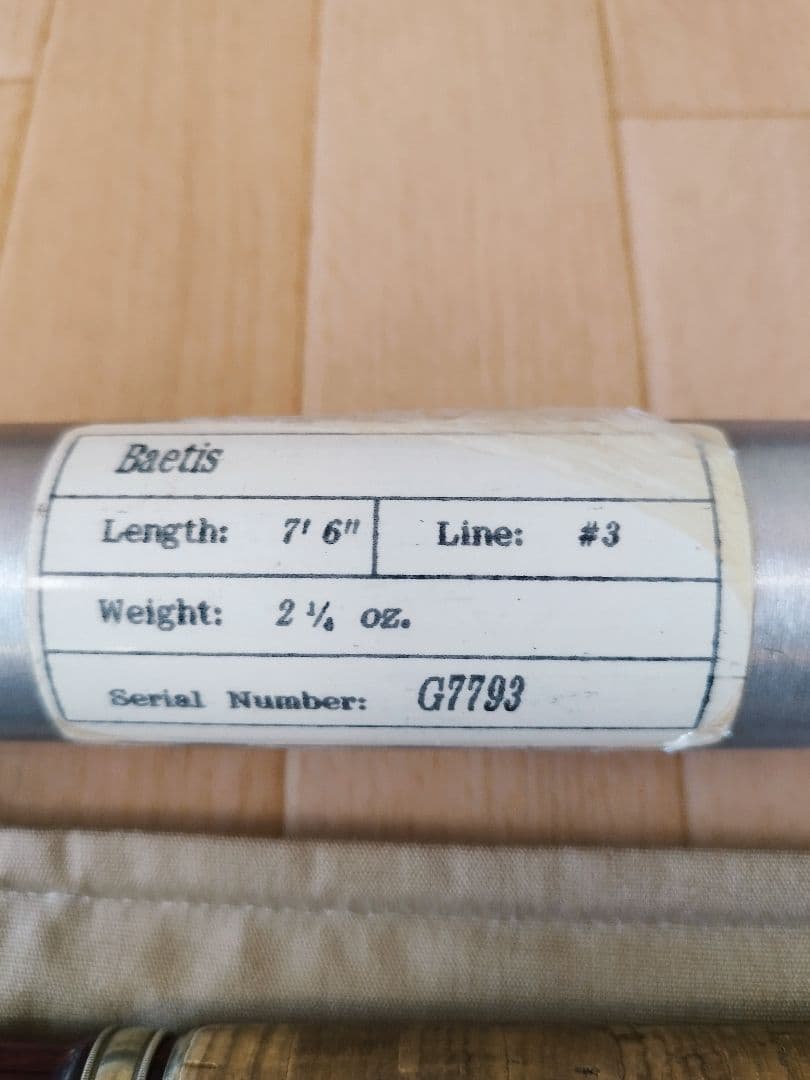 Baetis
Length: 7' 6" Line: #3
Weight: 2 ¼ oz.
Serial Number: G7793